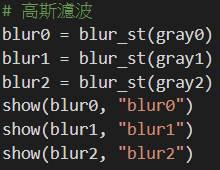 # 高斯濾波
blur0 = blur_st(gray0)
blur1 = blur_st(gray1)
blur2 = blur_st(gray2)
show(blur0, "blur0")
show(blur1, "blur1")
show(blur2, "blur2")